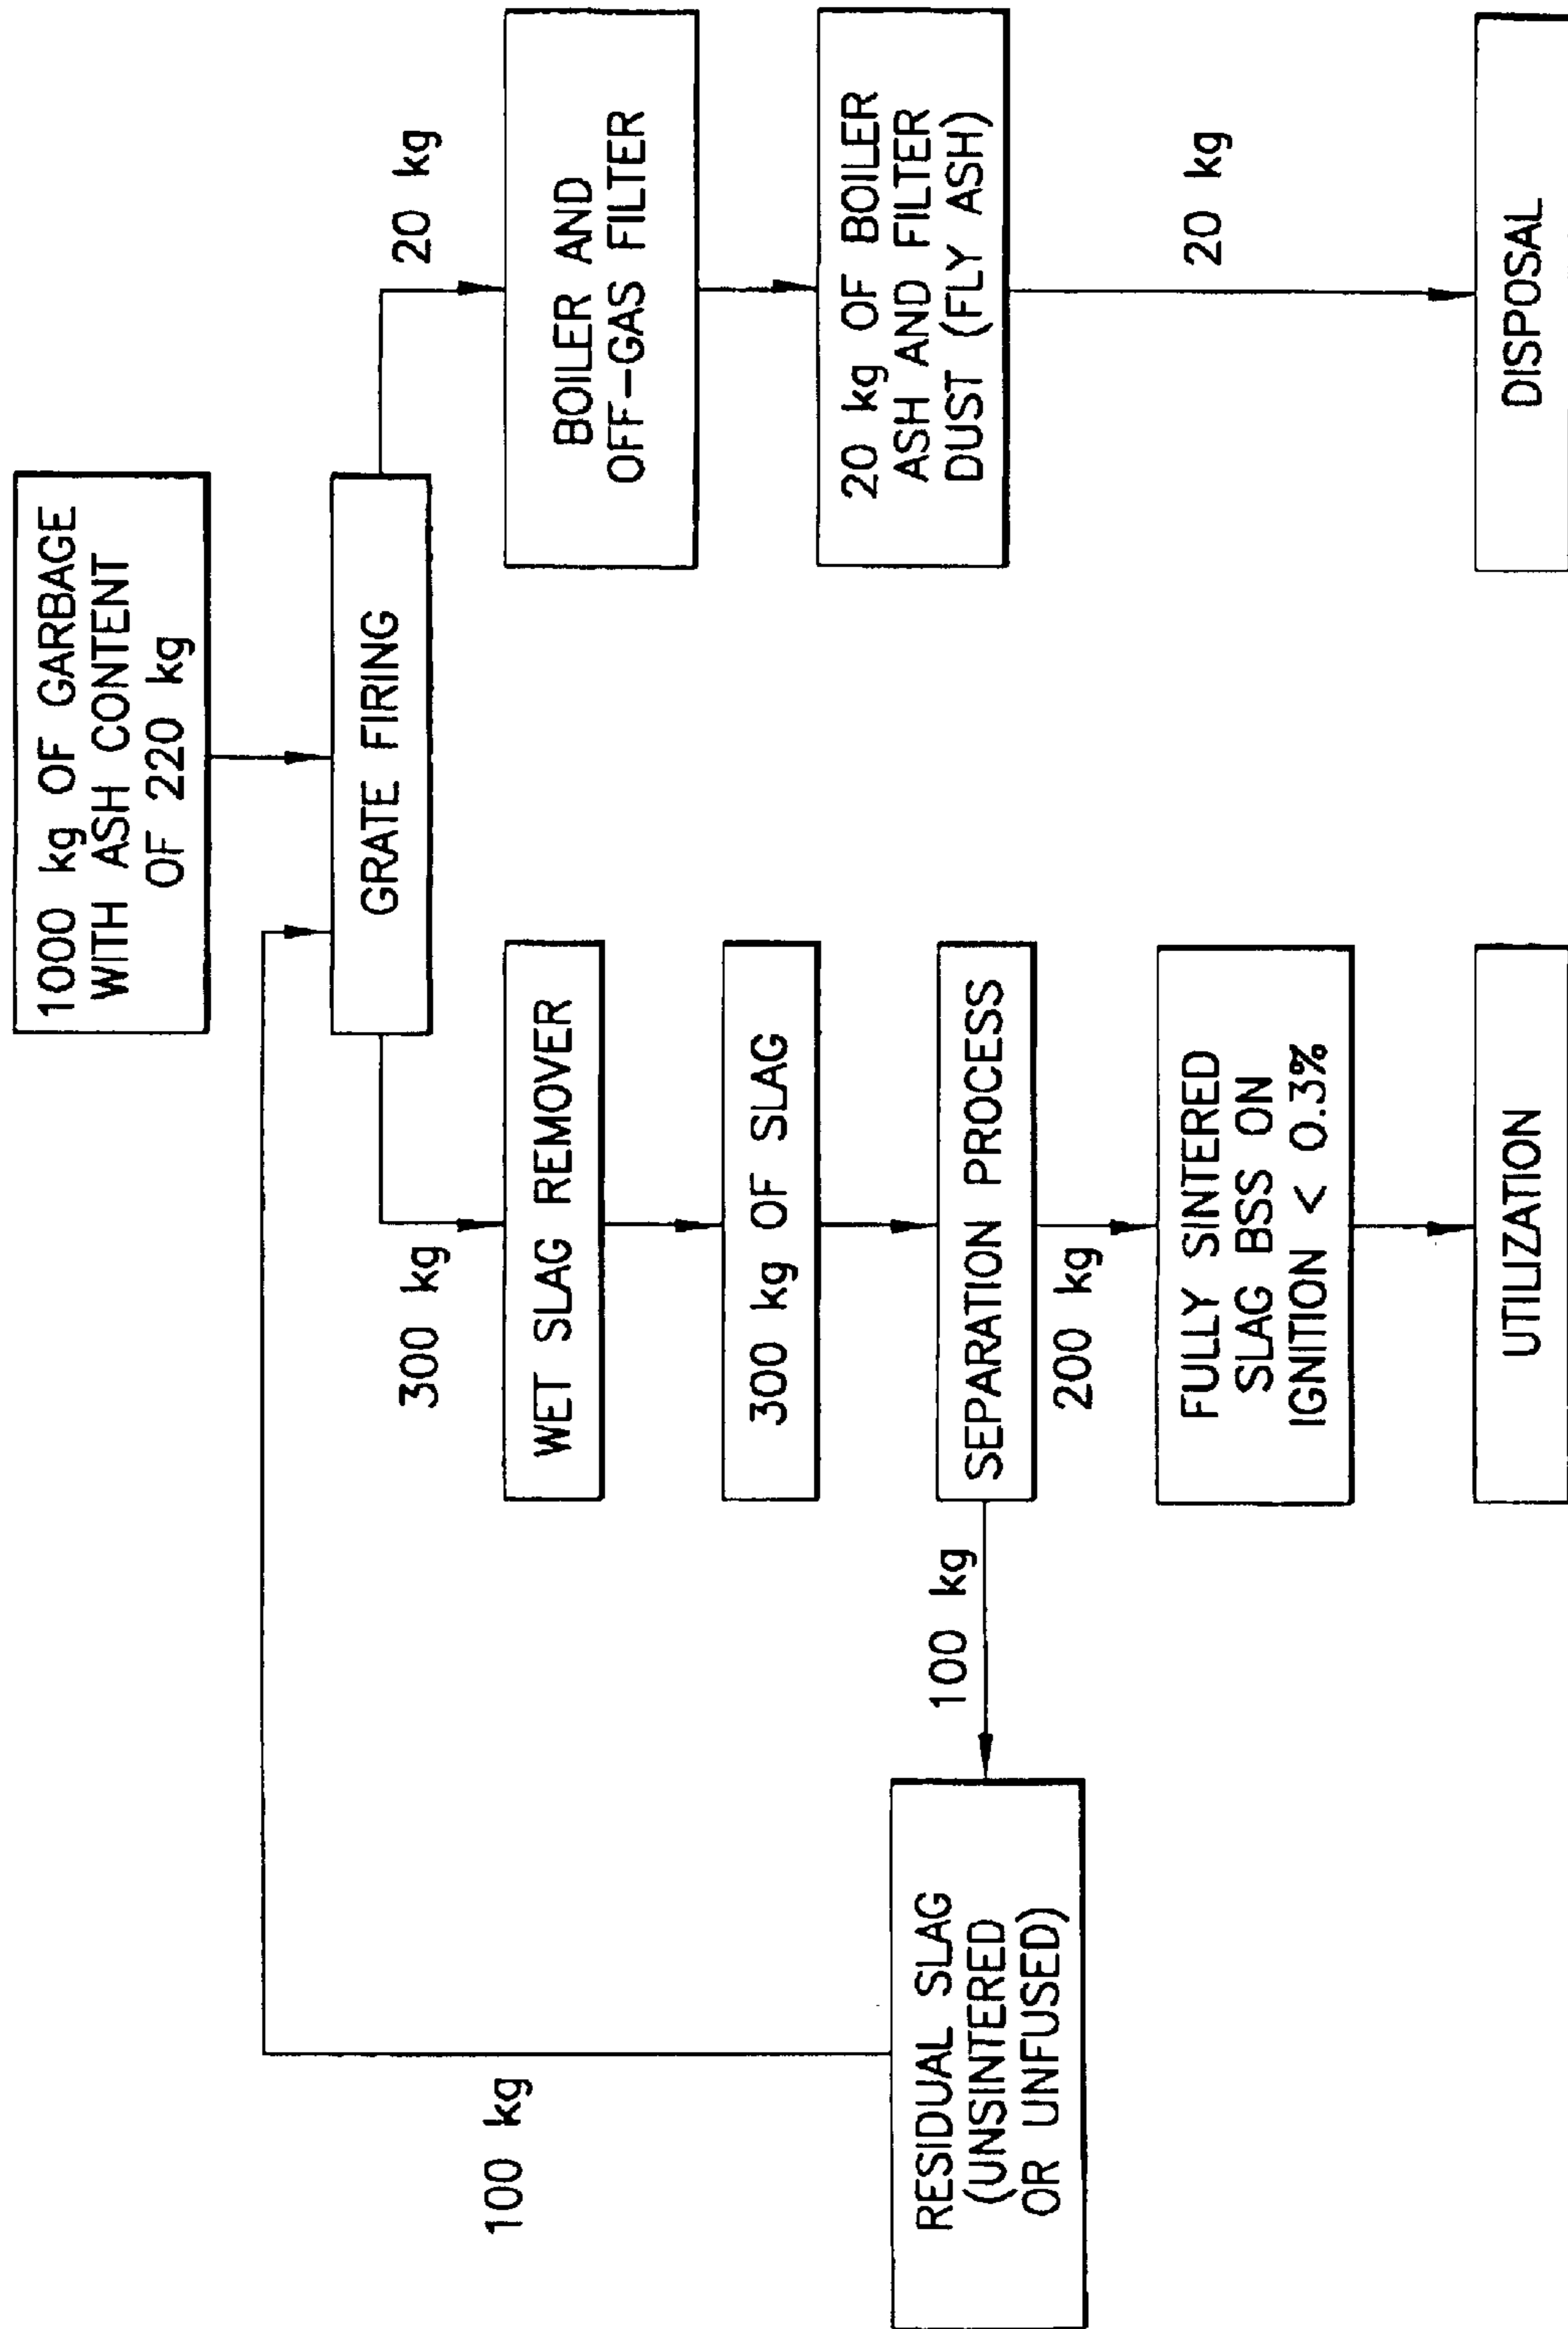 1000 kg OF GARBAGE
WITH ASH CONTENT
OF 220 kg
GRATE FIRING
20 kg
BOILER AND
OFF-GAS FILTER
20 kg OF BOILER
ASH AND FILTER
DUST (FLY ASH)
20 kg
DISPOSAL
300 kg
WET SLAG REMOVER
300 kg OF SLAG
SEPARATION PROCESS
200 kg
FULLY SINTERED
SLAG BSS ON
IGNITION < 0.3%
UTILIZATION
100 kg
RESIDUAL SLAG
(UNSINTERED
OR UNFUSED)
100 kg